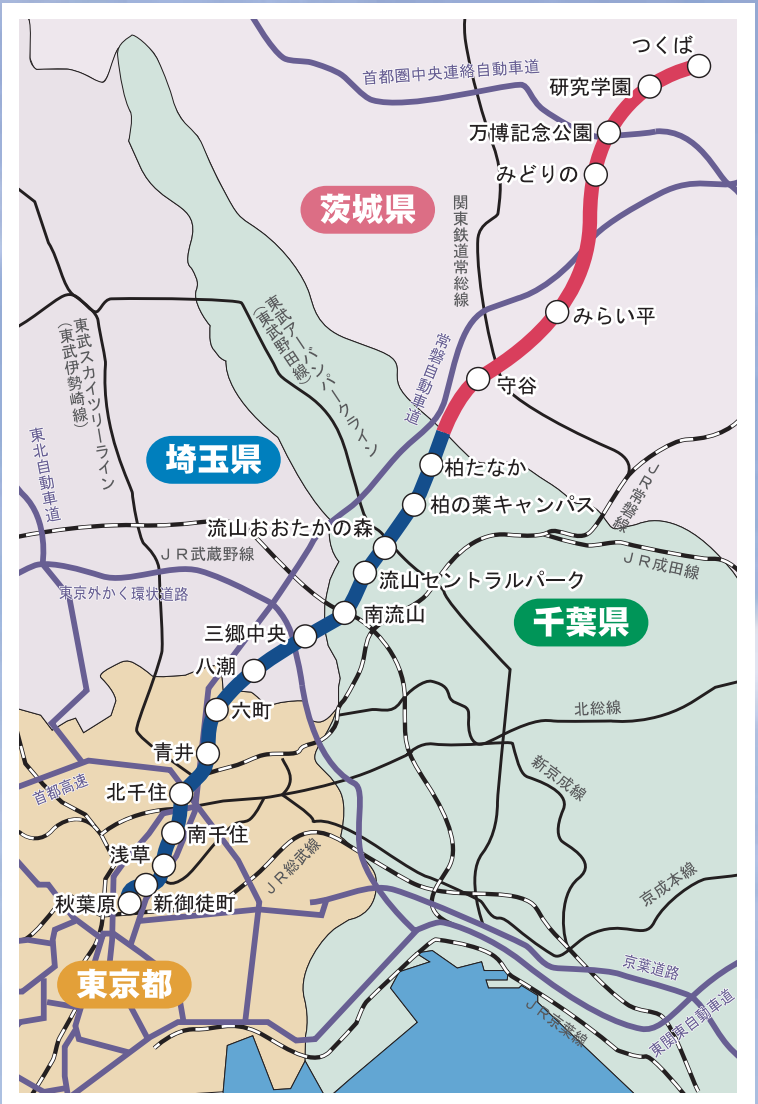 つくば
首都圏中央連絡自動車道
研究学園
万博記念公園
みどりの
茨城県
関東鉄道常総線
みらい平
東武アーバンパークライン
(東武野田線)
東武スカイツリーライン
(東武伊勢崎線)
常磐自動車道
守谷
東北自動車道
埼玉県
柏たなか
JR常磐線
柏の葉キャンパス
流山おおたかの森
JR武蔵野線
JR成田線
流山セントラルパーク
東京外かく環状道路
南流山
千葉県
三郷中央
八潮
六町
北総線
青井
新京成線
首都高速
北千住
南千住
浅草
JR総武線
京成本線
秋葉原
新御徒町
東京都
京葉道路
JR京葉線
東関東自動車道